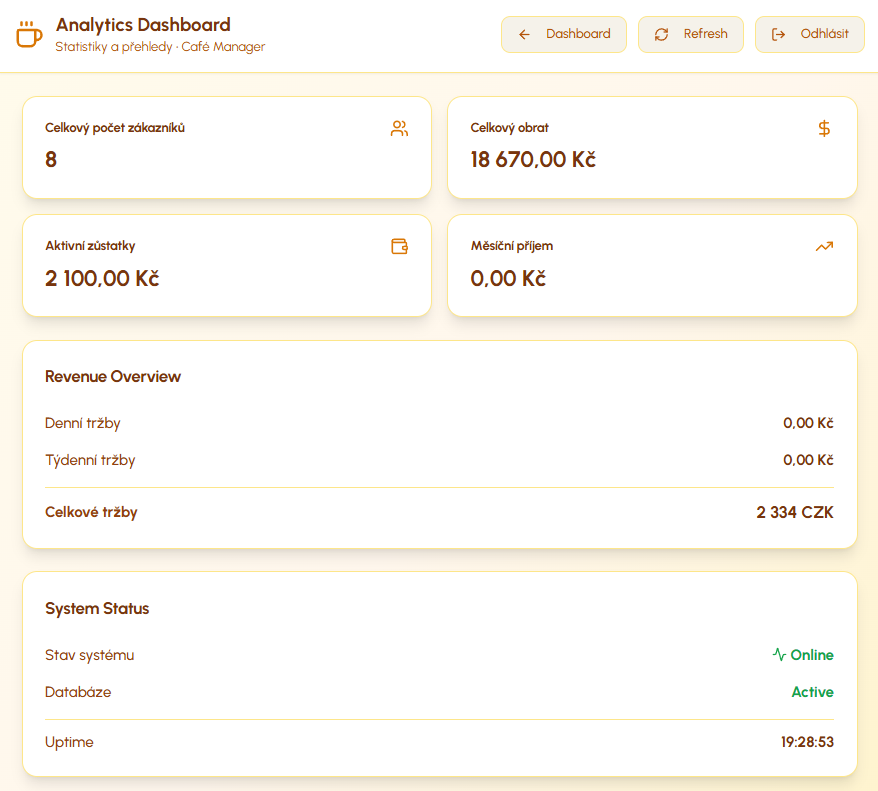 Analytics Dashboard
Statistiky a přehledy · Café Manager
Dashboard
Refresh
Odhlásit
Celkový počet zákazníků
8
Celkový obrat
18 670,00 Kč
Aktivní zůstatky
2 100,00 Kč
Měsíční příjem
0,00 Kč
Revenue Overview
Denní tržby 0,00 Kč
Týdenní tržby 0,00 Kč
Celkové tržby 2 334 CZK
System Status
Stav systému Online
Databáze Active
Uptime 19:28:53